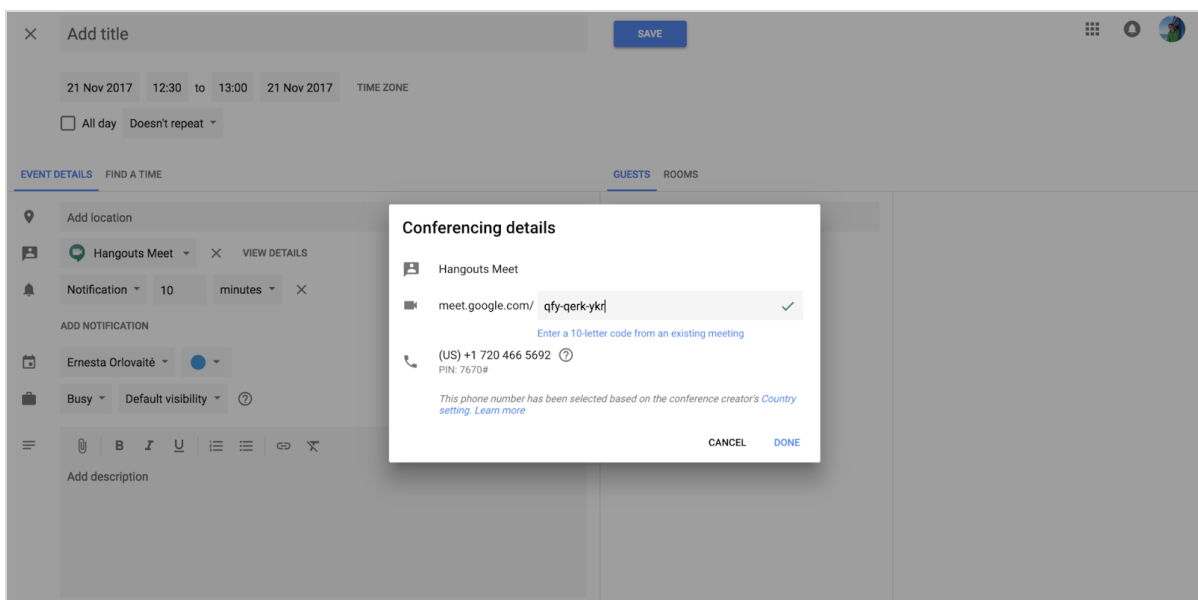 Add title
SAVE
21 Nov 2017 12:30 to 13:00 21 Nov 2017 TIME ZONE
All day Doesn't repeat
EVENT DETAILS FIND A TIME
GUESTS ROOMS
Add location
Hangouts Meet VIEW DETAILS
Notification 10 minutes
ADD NOTIFICATION
Ernesta Orlovaitė
Busy Default visibility
B I U
Add description
Conferencing details
Hangouts Meet
meet.google.com/ qfy-qerk-ykr
Enter a 10-letter code from an existing meeting
(US) +1 720 466 5692
PIN: 7670#
This phone number has been selected based on the conference creator's Country
setting. Learn more
CANCEL DONE